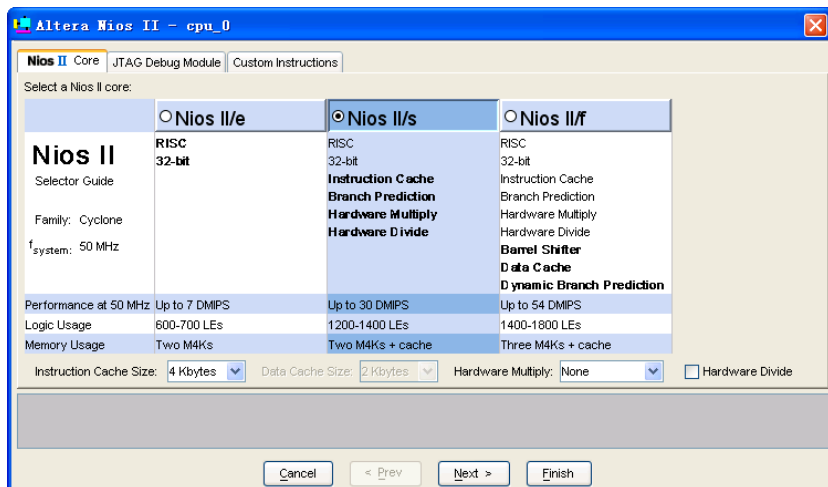 Altera Nios II - cpu_0
Nios II Core JTAG Debug Module Custom Instructions
Select a Nios II core:
Nios II/e Nios II/s Nios II/f
Nios II
Selector Guide
Family: Cyclone
fsystem: 50 MHz
RISC
32-bit
RISC
32-bit
Instruction Cache
Branch Prediction
Hardware Multiply
Hardware Divide
RISC
32-bit
Instruction Cache
Branch Prediction
Hardware Multiply
Hardware Divide
Barrel Shifter
Data Cache
Dynamic Branch Prediction
Performance at 50 MHz Up to 7 DMIPS Up to 30 DMIPS Up to 54 DMIPS
Logic Usage 600-700 LEs 1200-1400 LEs 1400-1800 LEs
Memory Usage Two M4Ks Two M4Ks + cache Three M4Ks + cache
Instruction Cache Size: 4 Kbytes Data Cache Size: 2 Kbytes Hardware Multiply: None Hardware Divide
Cancel < Prev Next > Finish